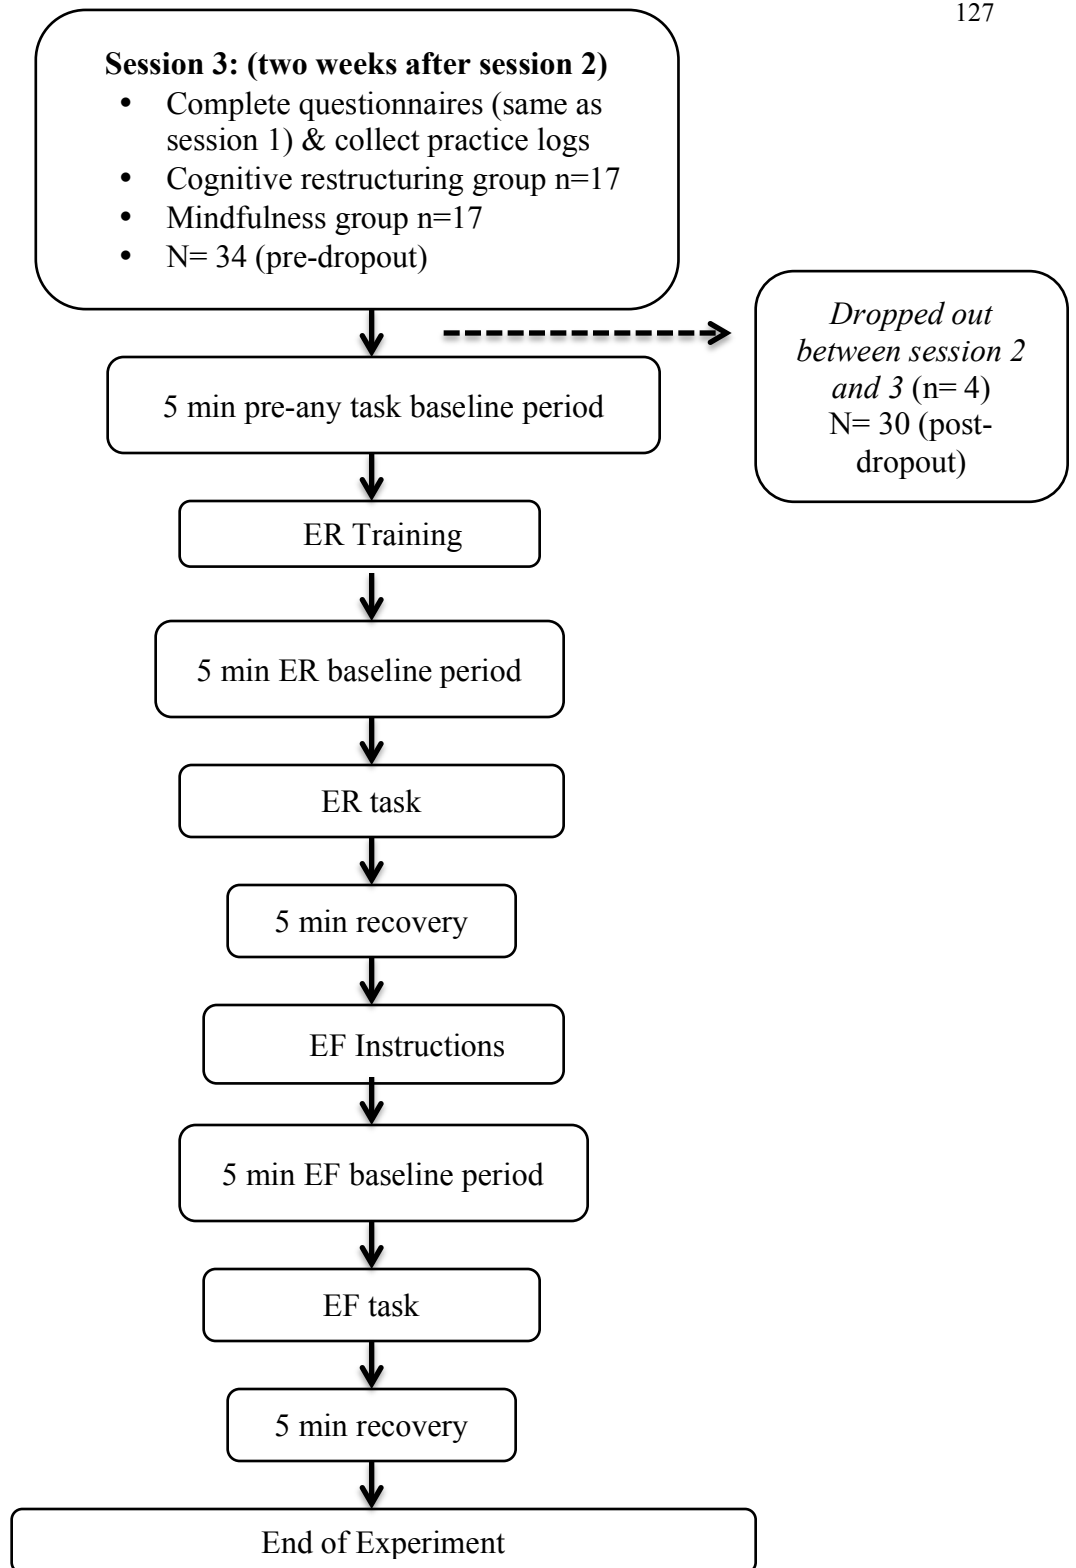 127
Session 3: (two weeks after session 2)
• Complete questionnaires (same as
session 1) & collect practice logs
• Cognitive restructuring group n=17
• Mindfulness group n=17
• N= 34 (pre-dropout)
Dropped out
between session 2
and 3 (n= 4)
N= 30 (post-
dropout)
5 min pre-any task baseline period
ER Training
5 min ER baseline period
ER task
5 min recovery
EF Instructions
5 min EF baseline period
EF task
5 min recovery
End of Experiment